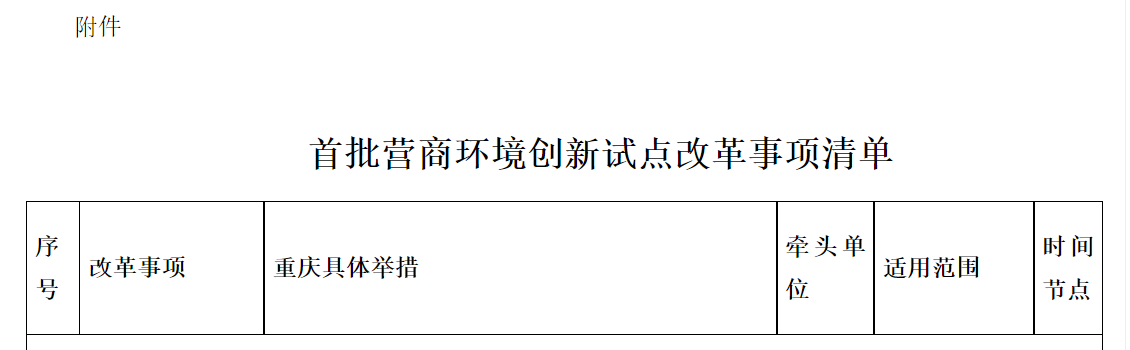 附件
首批营商环境创新试点改革事项清单
序号
改革事项
重庆具体举措
牵头单位
适用范围
时间节点